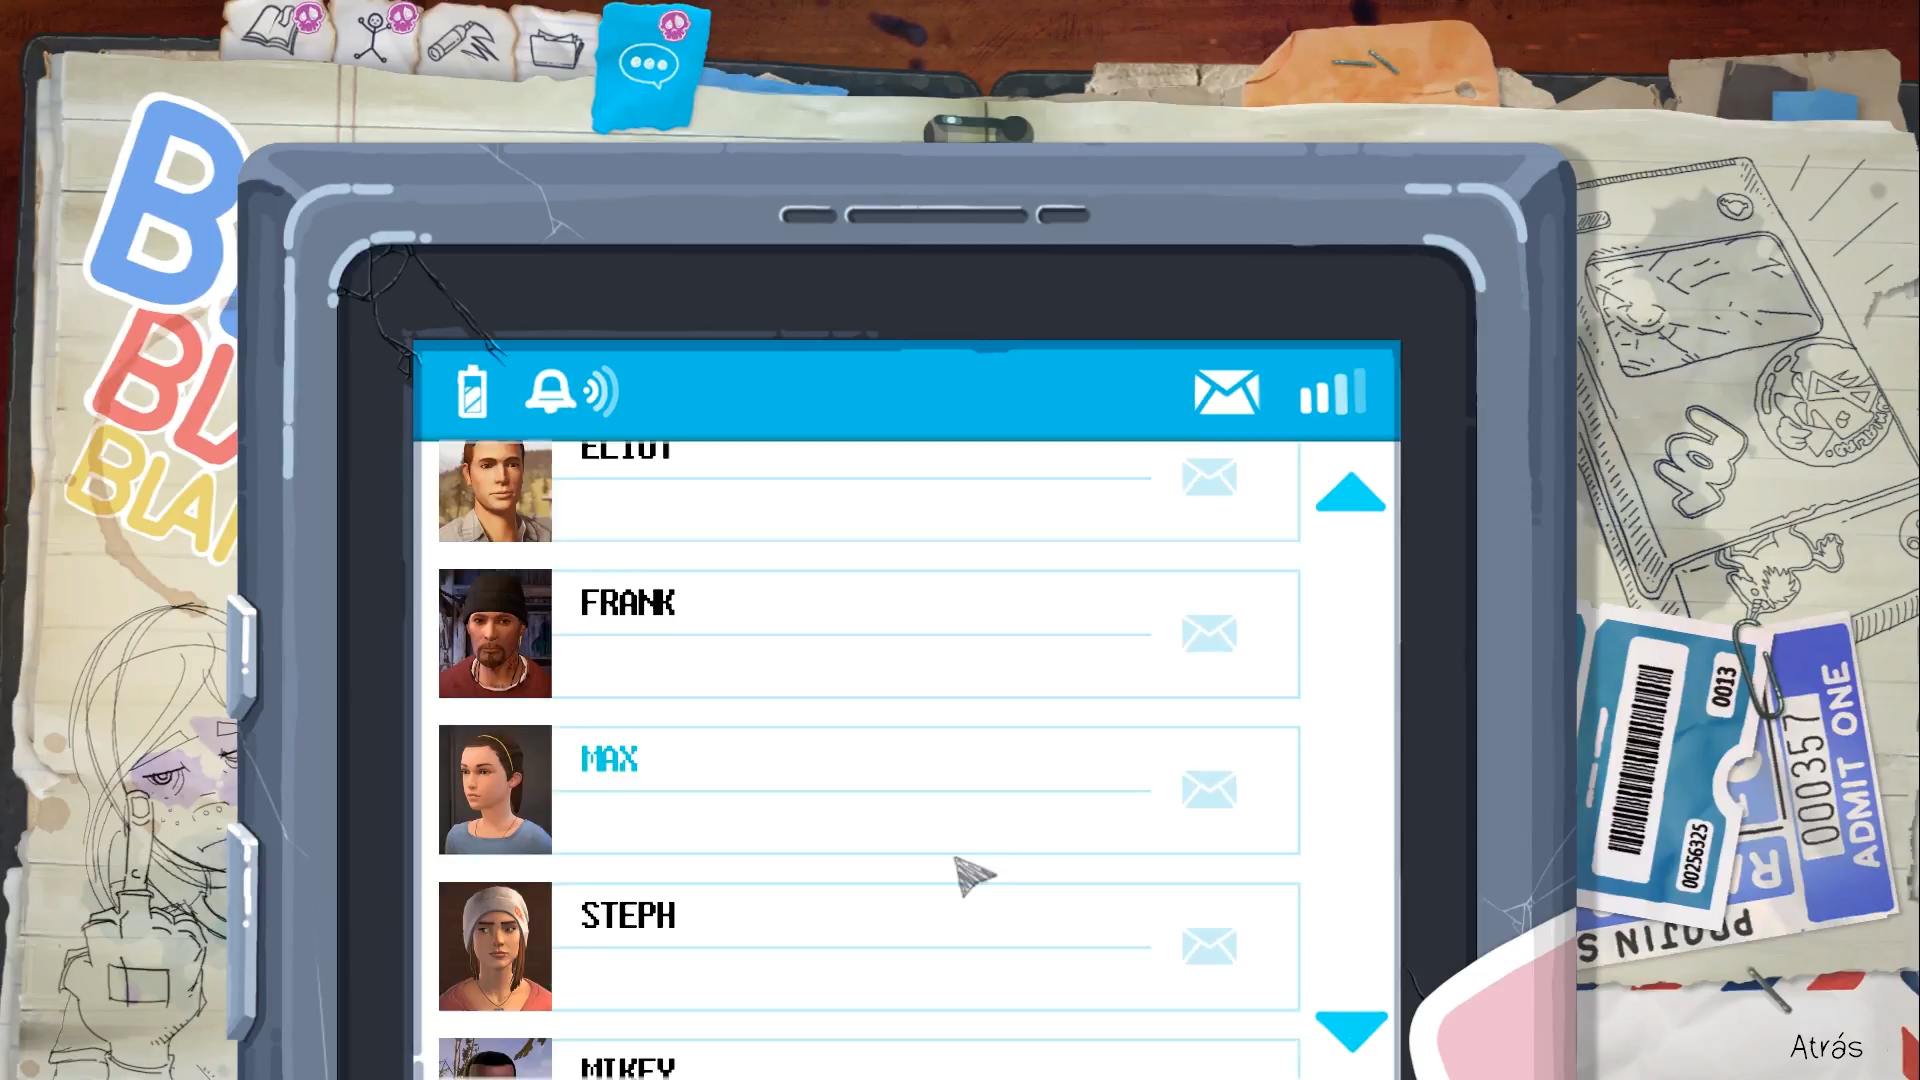 ELIOT
FRANK
MAX
STEPH
MIKEY
0013
00256325
000357
ADMIT ONE
Atrás